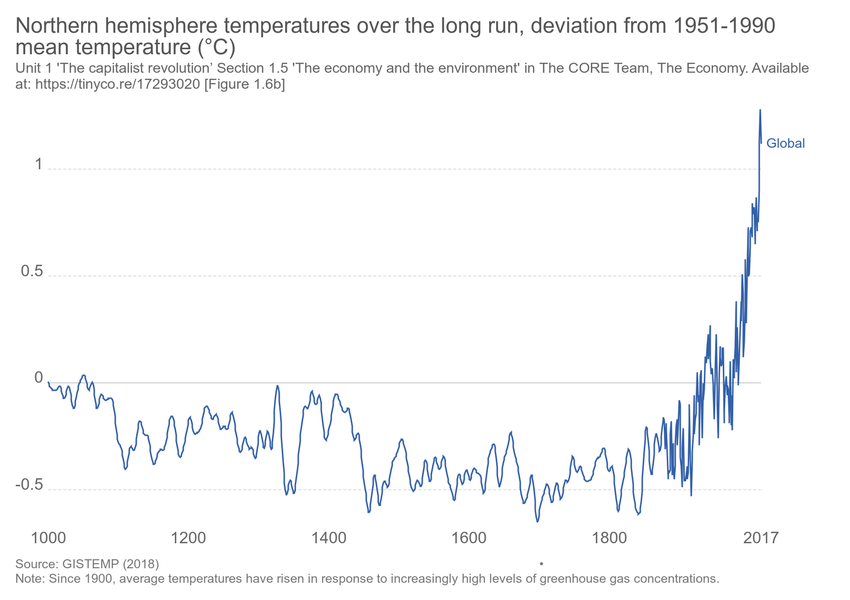 Northern hemisphere temperatures over the long run, deviation from 1951-1990
mean temperature (°C)
Unit 1 'The capitalist revolution’ Section 1.5 'The economy and the environment' in The CORE Team, The Economy. Available
at: https://tinyco.re/17293020 [Figure 1.6b]
Global
1
0.5
0
-0.5
1000 1200 1400 1600 1800 2017
Source: GISTEMP (2018)
Note: Since 1900, average temperatures have risen in response to increasingly high levels of greenhouse gas concentrations.